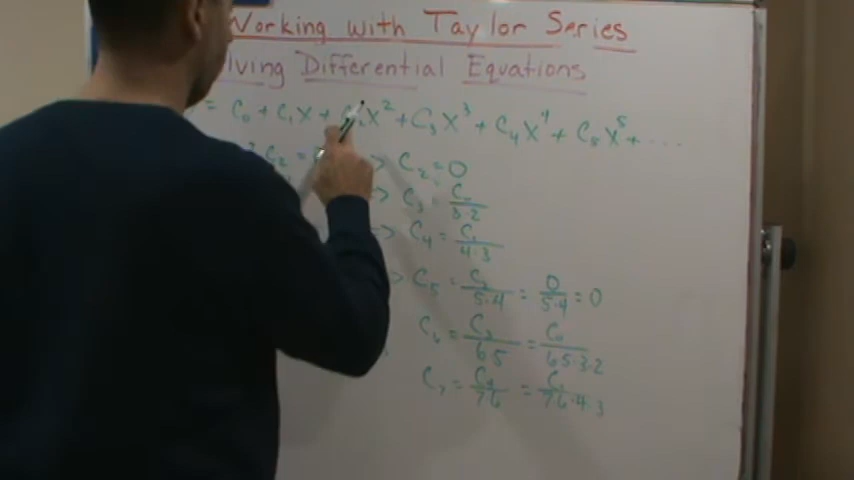 Working with Taylor Series
lving Differential Equations
= C₀ + C₁X + C₂X² + C₃X³ + C₄X⁴ + C₅X⁵ + ....
C₂ = > C₂ = 0
> C₃ = C₀/3·2
> C₄ = C₁/4·3
> C₅ = C₂/5·4 = 0/5·4 = 0
C₆ = C₃/6·5 = C₀/6·5·3·2
C₇ = C₄/7·6 = C₁/7·6·4·3